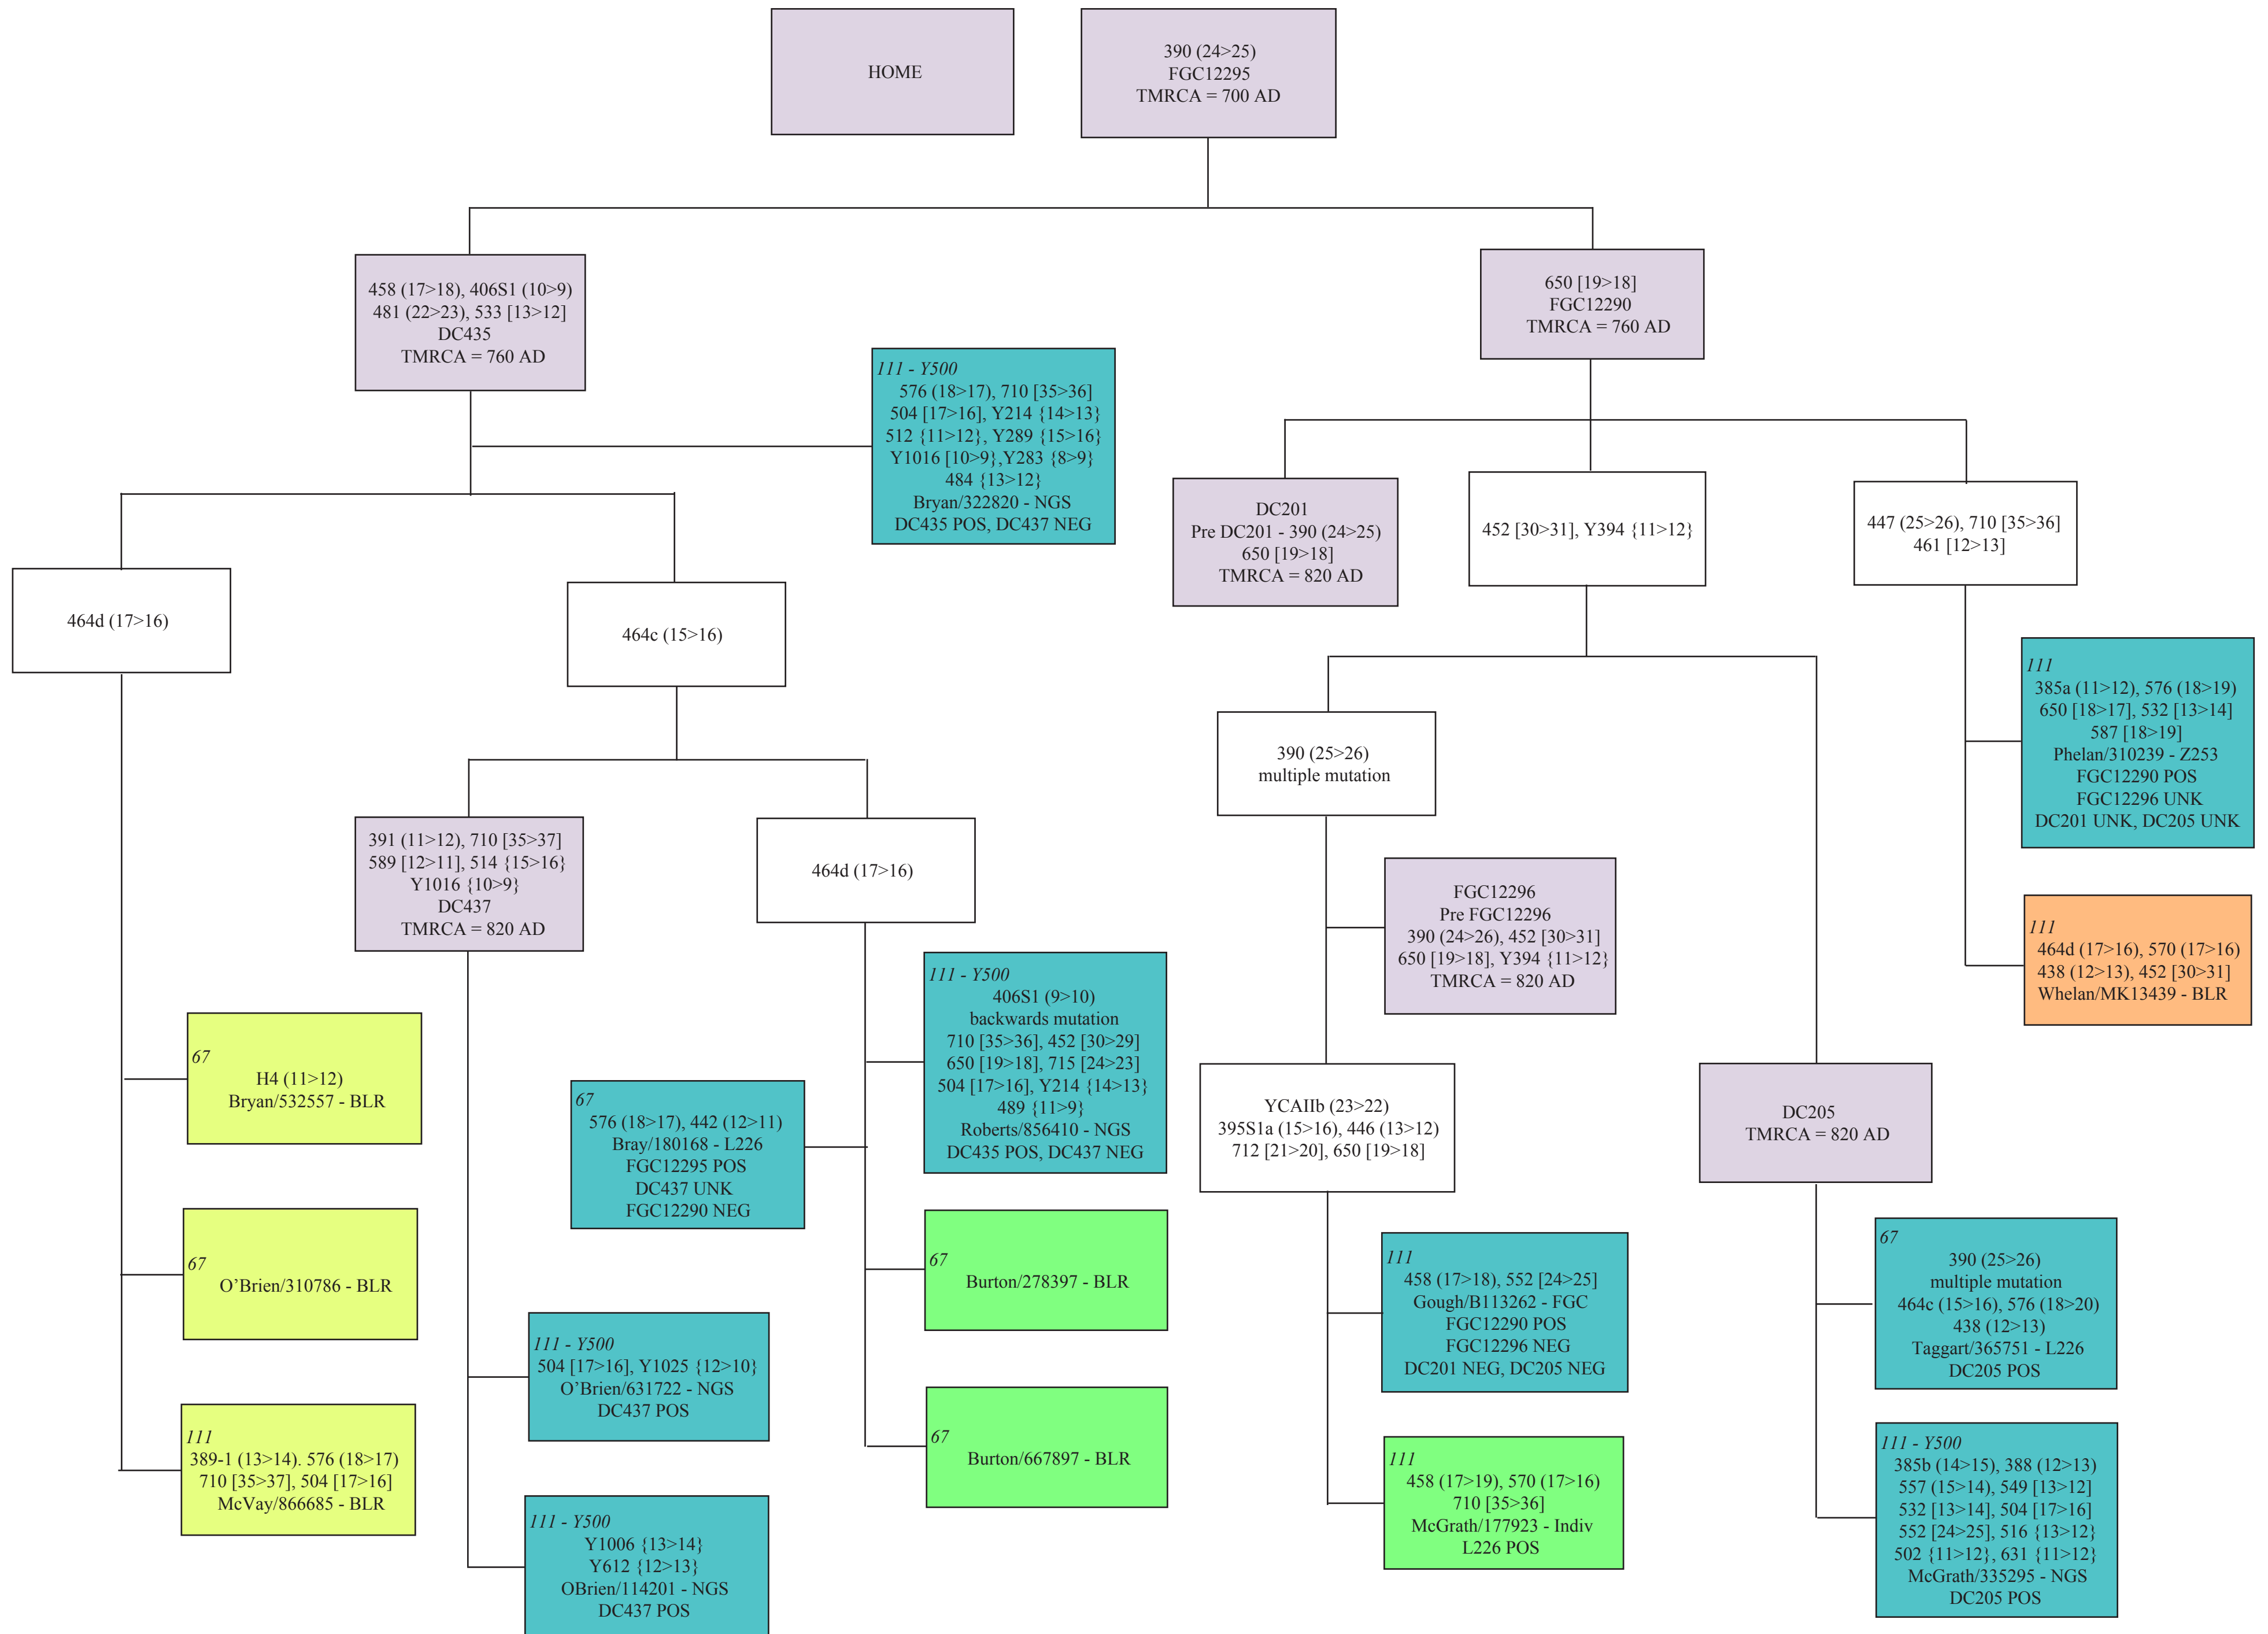 HOME
390 (24>25)
FGC12295
TMRCA = 700 AD
458 (17>18), 406S1 (10>9)
481 (22>23), 533 [13>12]
DC435
TMRCA = 760 AD
650 [19>18]
FGC12290
TMRCA = 760 AD
111 - Y500
576 (18>17), 710 [35>36]
504 [17>16], Y214 {14>13}
512 {11>12}, Y289 {15>16}
Y1016 [10>9},Y283 {8>9}
484 {13>12}
Bryan/322820 - NGS
DC435 POS, DC437 NEG
DC201
Pre DC201 - 390 (24>25)
650 [19>18]
TMRCA = 820 AD
452 [30>31], Y394 {11>12}
447 (25>26), 710 [35>36]
461 [12>13]
464d (17>16)
464c (15>16)
111
385a (11>12), 576 (18>19)
650 [18>17], 532 [13>14]
587 [18>19]
Phelan/310239 - Z253
FGC12290 POS
FGC12296 UNK
DC201 UNK, DC205 UNK
390 (25>26)
multiple mutation
391 (11>12), 710 [35>37]
589 [12>11], 514 {15>16}
Y1016 {10>9}
DC437
TMRCA = 820 AD
464d (17>16)
FGC12296
Pre FGC12296
390 (24>26), 452 [30>31]
650 [19>18], Y394 {11>12}
TMRCA = 820 AD
111
464d (17>16), 570 (17>16)
438 (12>13), 452 [30>31]
Whelan/MK13439 - BLR
111 - Y500
406S1 (9>10)
backwards mutation
710 [35>36], 452 [30>29]
650 [19>18], 715 [24>23]
504 [17>16], Y214 {14>13}
489 {11>9}
Roberts/856410 - NGS
DC435 POS, DC437 NEG
67
H4 (11>12)
Bryan/532557 - BLR
67
576 (18>17), 442 (12>11)
Bray/180168 - L226
FGC12295 POS
DC437 UNK
FGC12290 NEG
YCAIIb (23>22)
395S1a (15>16), 446 (13>12)
712 [21>20], 650 [19>18]
DC205
TMRCA = 820 AD
67
O’Brien/310786 - BLR
67
Burton/278397 - BLR
111
458 (17>18), 552 [24>25]
Gough/B113262 - FGC
FGC12290 POS
FGC12296 NEG
DC201 NEG, DC205 NEG
67
390 (25>26)
multiple mutation
464c (15>16), 576 (18>20)
438 (12>13)
Taggart/365751 - L226
DC205 POS
111 - Y500
504 [17>16], Y1025 {12>10}
O’Brien/631722 - NGS
DC437 POS
111
389-1 (13>14). 576 (18>17)
710 [35>37], 504 [17>16]
McVay/866685 - BLR
67
Burton/667897 - BLR
111
458 (17>19), 570 (17>16)
710 [35>36]
McGrath/177923 - Indiv
L226 POS
111 - Y500
385b (14>15), 388 (12>13)
557 (15>14), 549 [13>12]
532 [13>14], 504 [17>16]
552 [24>25], 516 {13>12}
502 {11>12}, 631 {11>12}
McGrath/335295 - NGS
DC205 POS
111 - Y500
Y1006 {13>14}
Y612 {12>13}
OBrien/114201 - NGS
DC437 POS